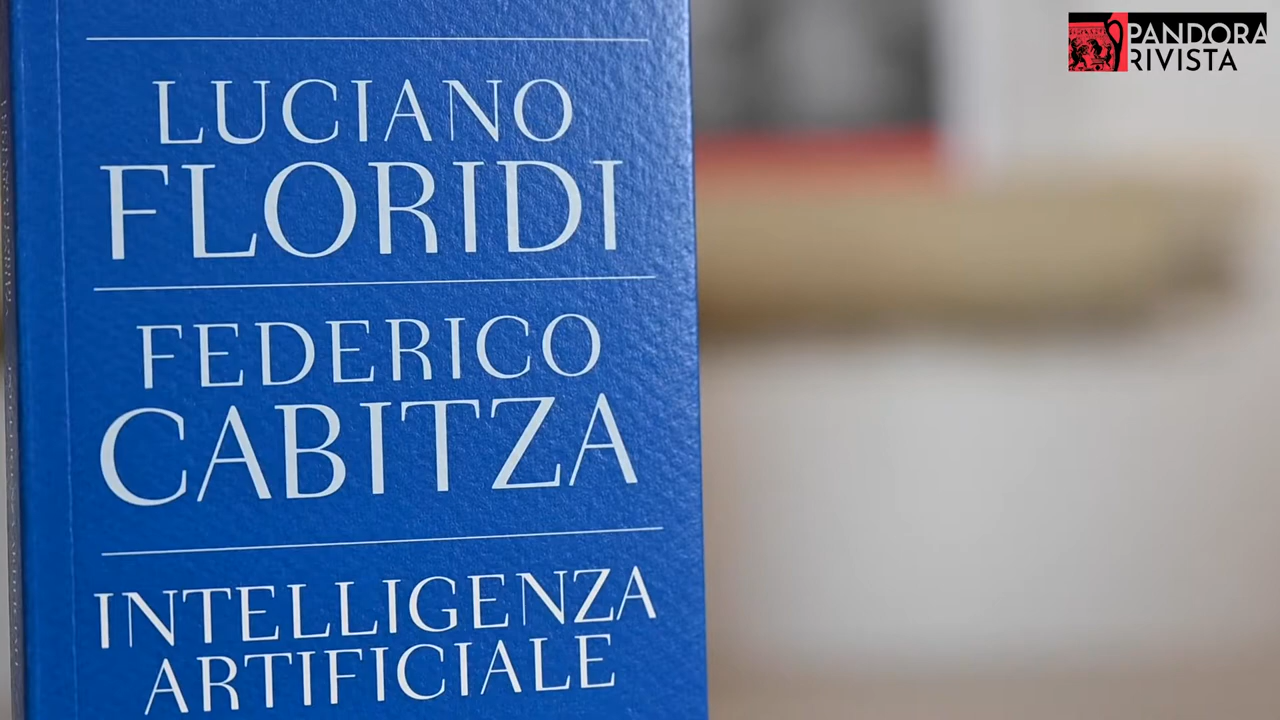 LUCIANO
FLORIDI
FEDERICO
CABITZA
INTELLIGENZA
ARTIFICIALE
PANDORA
RIVISTA